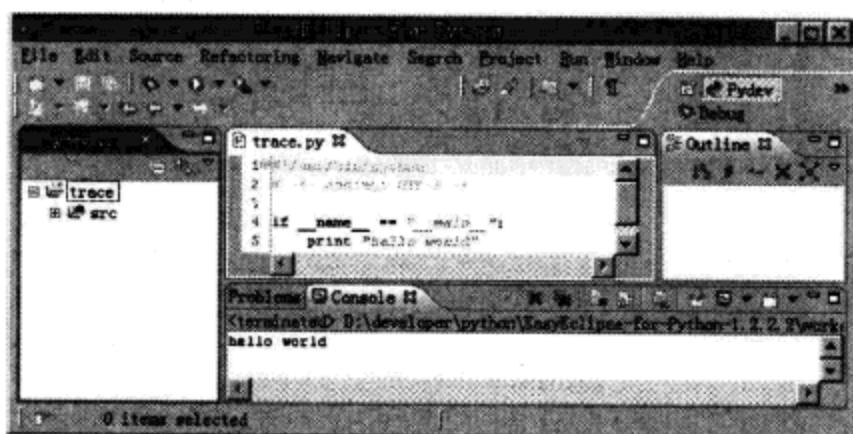 File Edit Source Refactoring Navigate Search Project Run Window Help
Pydev
Debug
trace.py
Outline
trace
src
1
2
3
4 if __name__ == "__main__":
5 print "hello world"
Problems Console
<terminated> D:\developer\python\EasyEclipse-for-Python-1.2.2.2\work
hello world
0 items selected